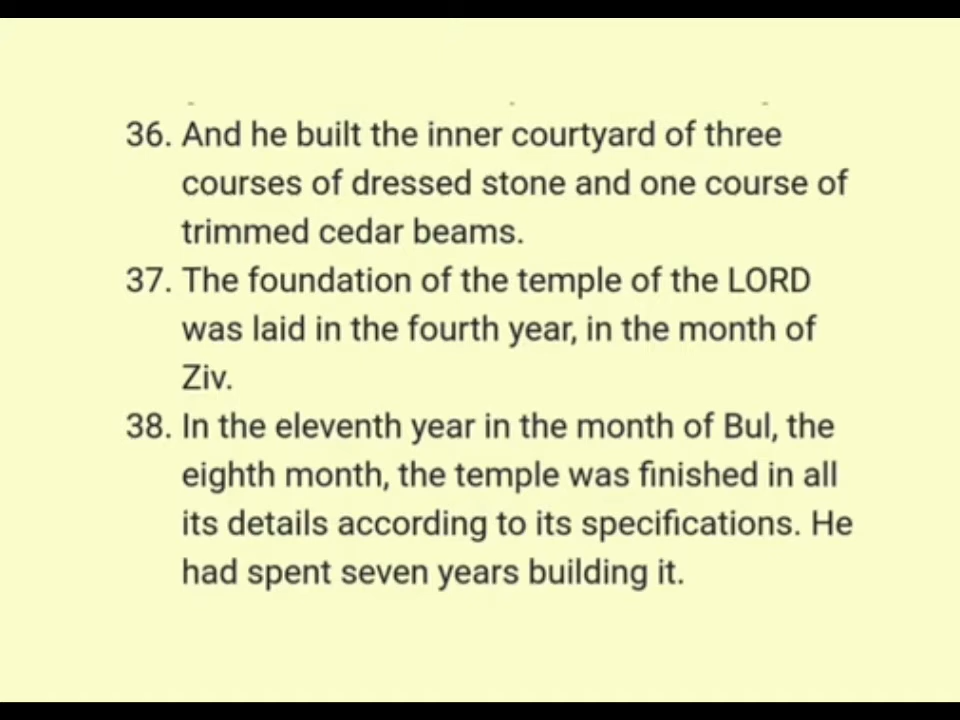 36. And he built the inner courtyard of three
courses of dressed stone and one course of
trimmed cedar beams.
37. The foundation of the temple of the LORD
was laid in the fourth year, in the month of
Ziv.
38. In the eleventh year in the month of Bul, the
eighth month, the temple was finished in all
its details according to its specifications. He
had spent seven years building it.